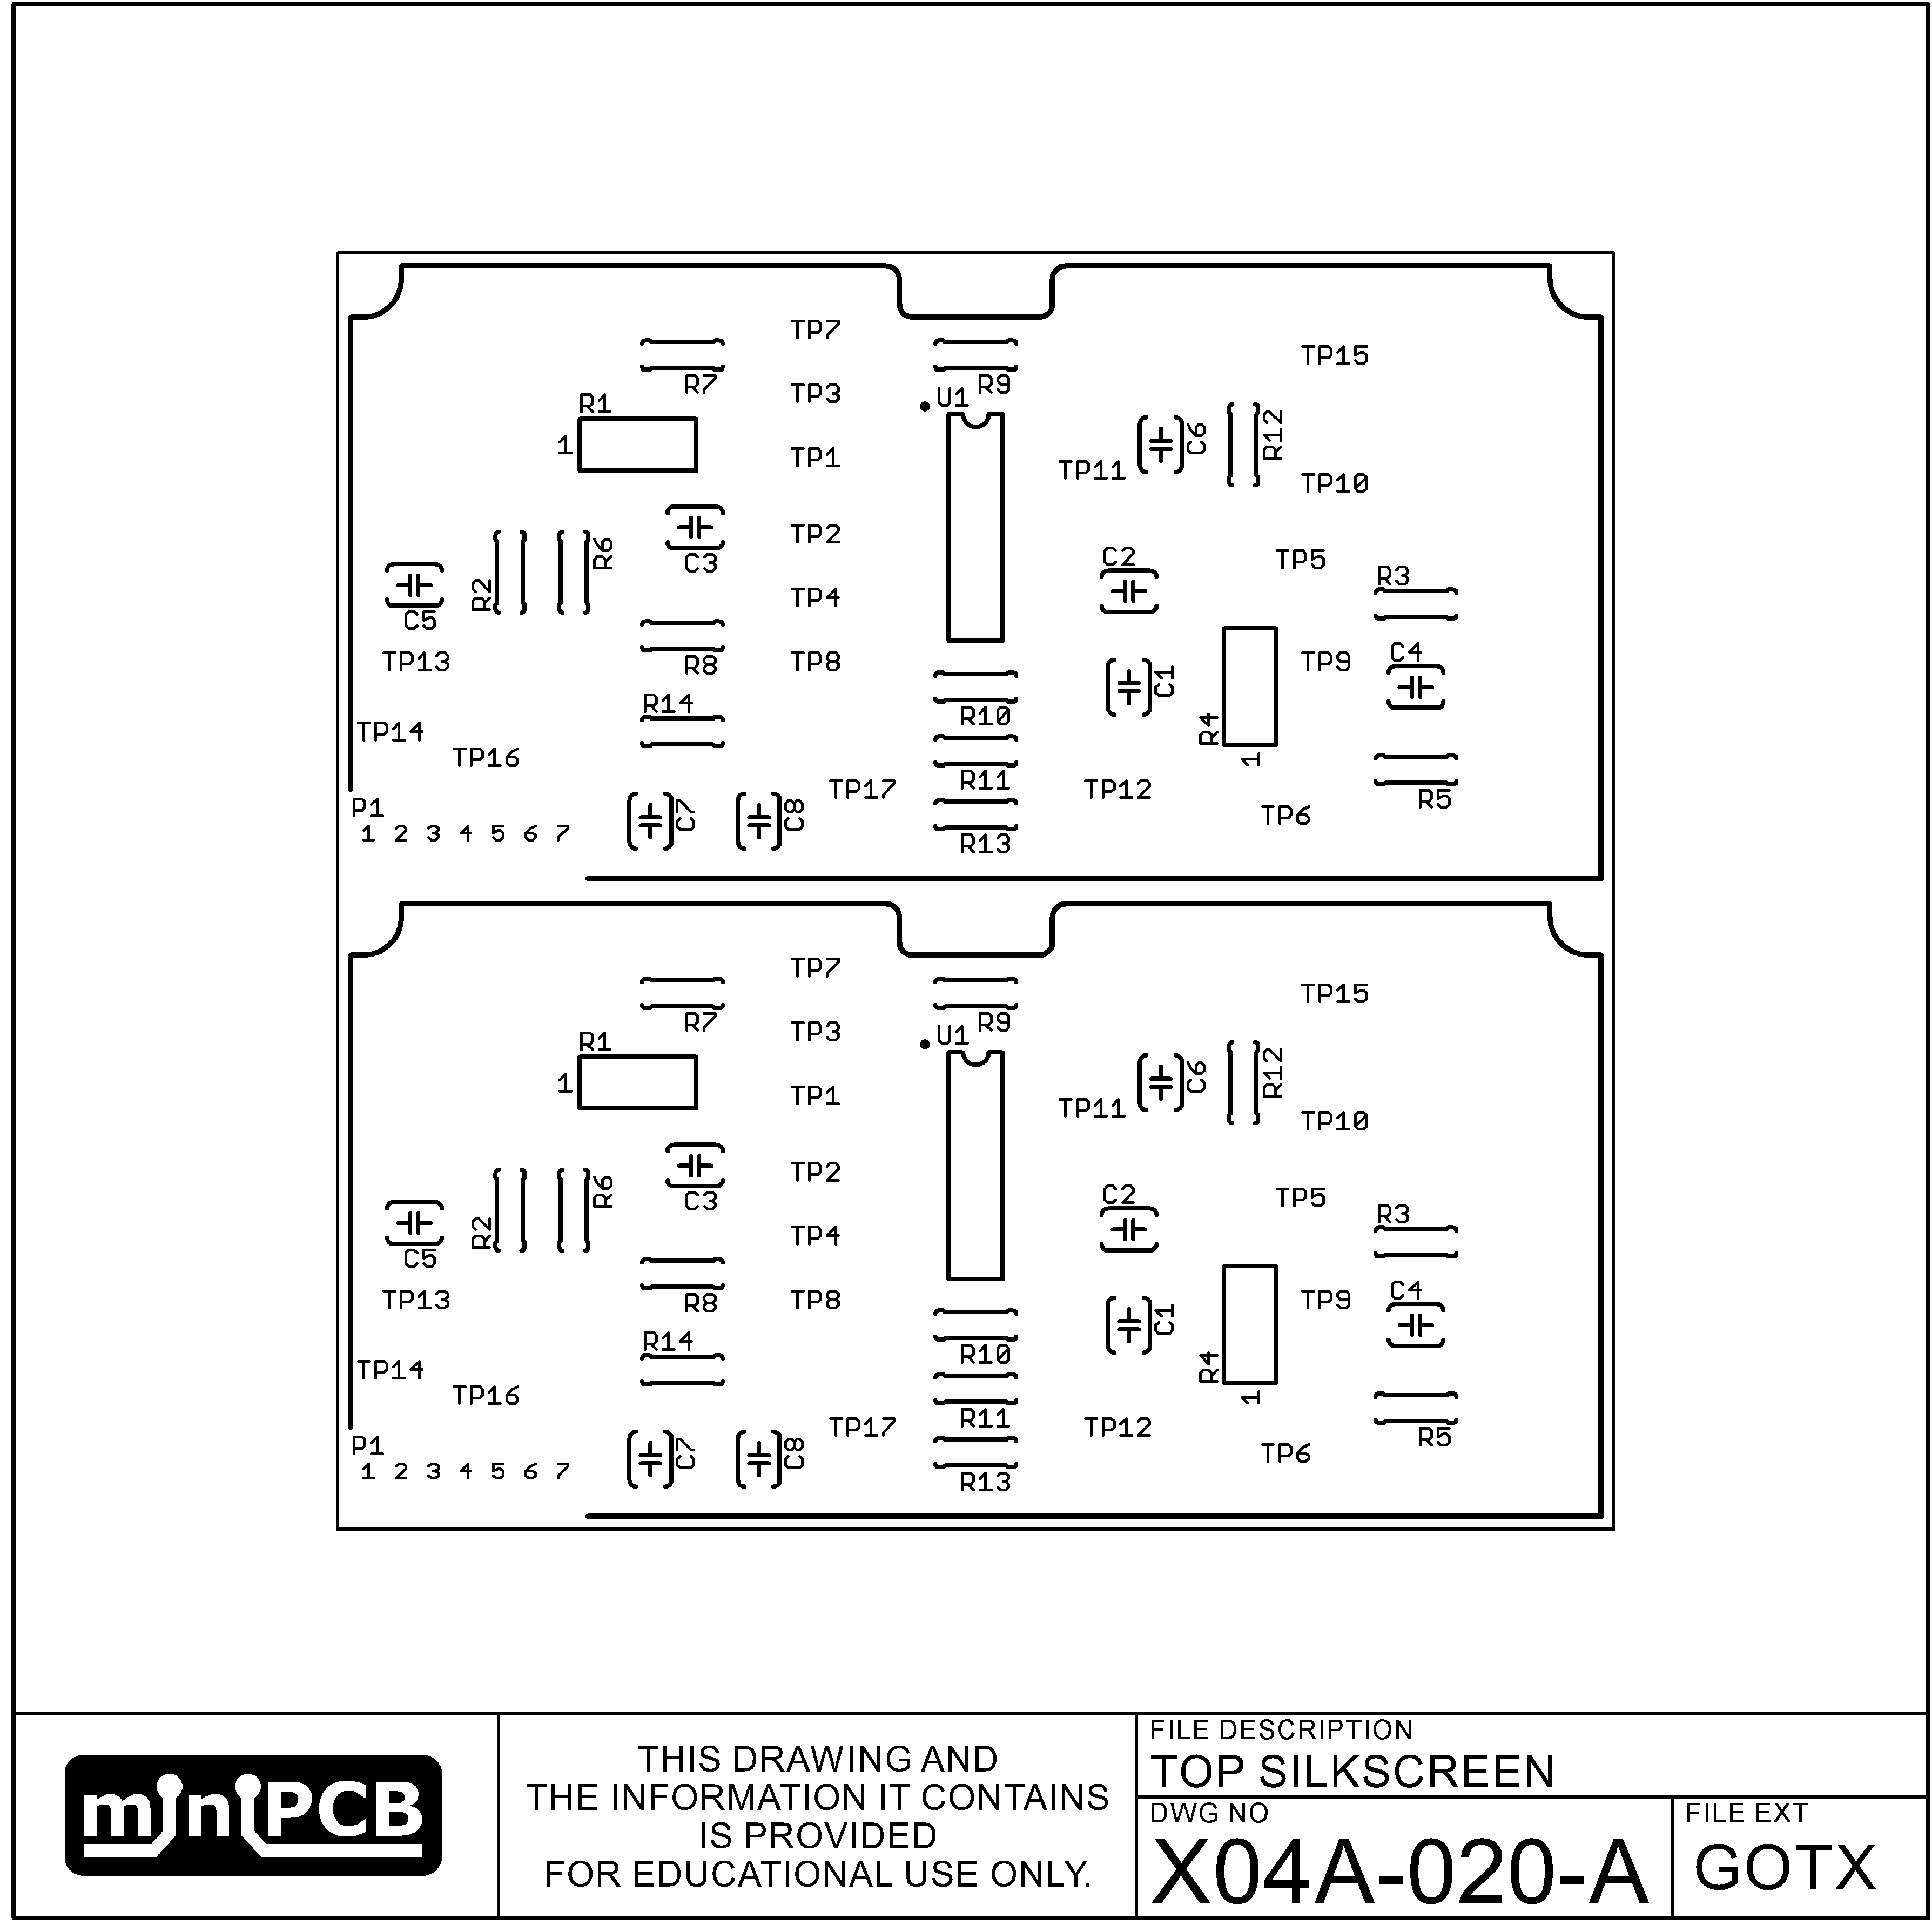 TP7
TP15
R7
R9
TP3
U1
R1
C6
R12
1
TP1
TP11
TP10
TP2
C2
TP5
R6
C3
R3
R2
TP4
C5
TP13
R8
TP8
C1
TP9
C4
R14
R10
R4
TP14
TP16
1
R11
TP17
TP12
R5
P1
C7
C8
TP6
1 2 3 4 5 6 7
R13
TP7
TP15
R7
R9
TP3
U1
R1
C6
R12
1
TP1
TP11
TP10
TP2
C2
TP5
R6
C3
R3
R2
TP4
C5
TP13
R8
TP8
C1
TP9
C4
R14
R10
R4
TP14
TP16
1
R11
TP17
TP12
R5
P1
C7
C8
TP6
1 2 3 4 5 6 7
R13
miniPCB
THIS DRAWING AND
THE INFORMATION IT CONTAINS
IS PROVIDED
FOR EDUCATIONAL USE ONLY.
FILE DESCRIPTION
TOP SILKSCREEN
DWG NO
X04A-020-A
FILE EXT
GOTX